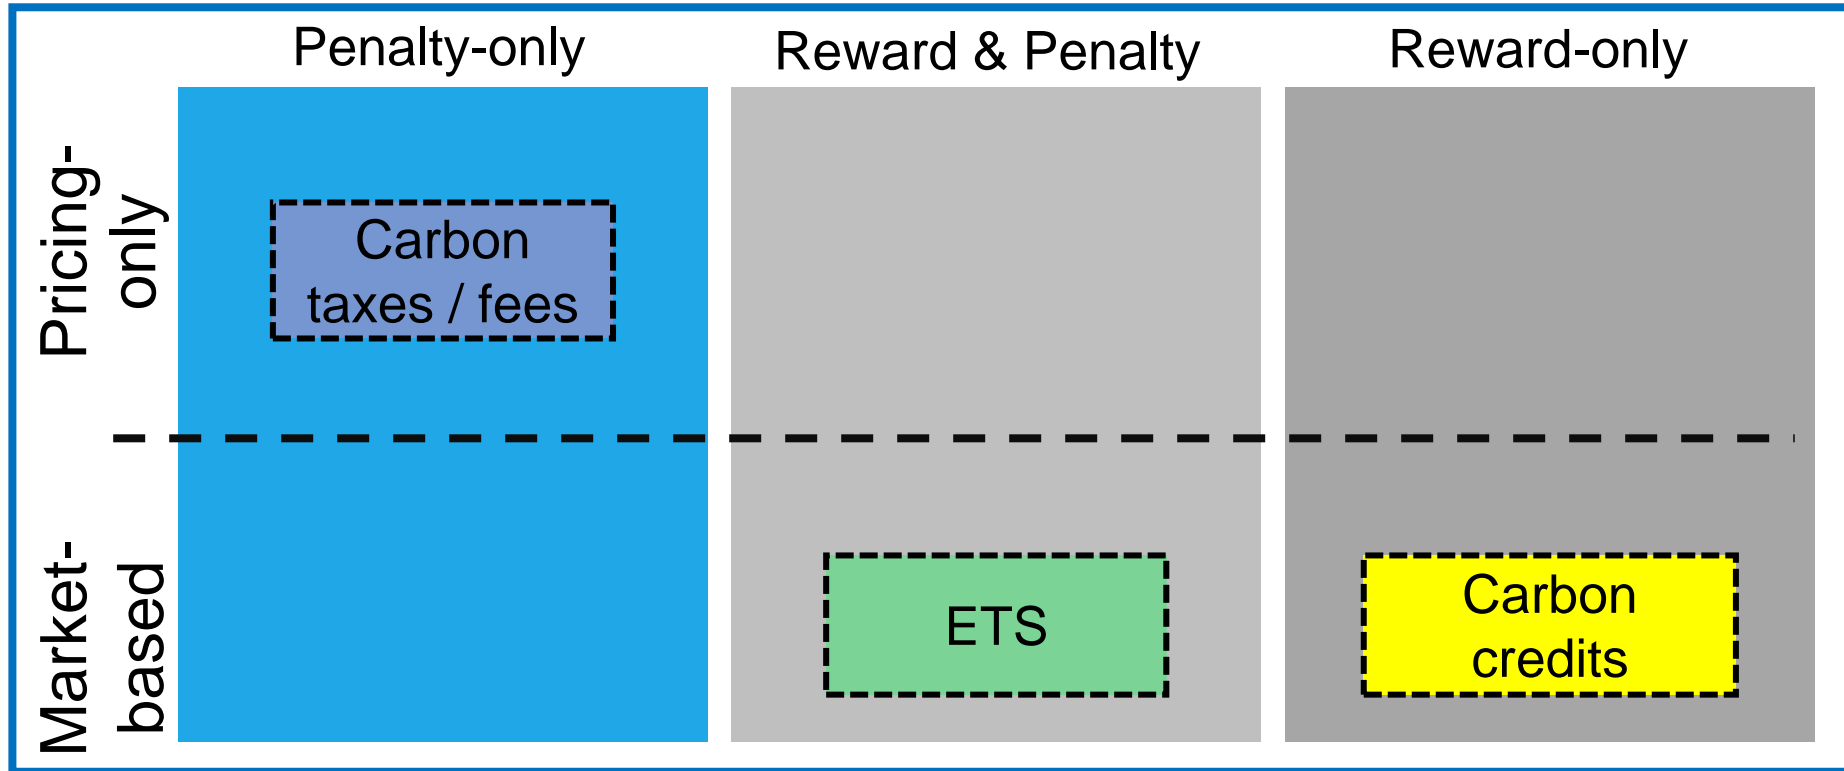 Penalty-only
Reward & Penalty
Reward-only
Pricing-
only
Carbon
taxes / fees
Market-
based
ETS
Carbon
credits